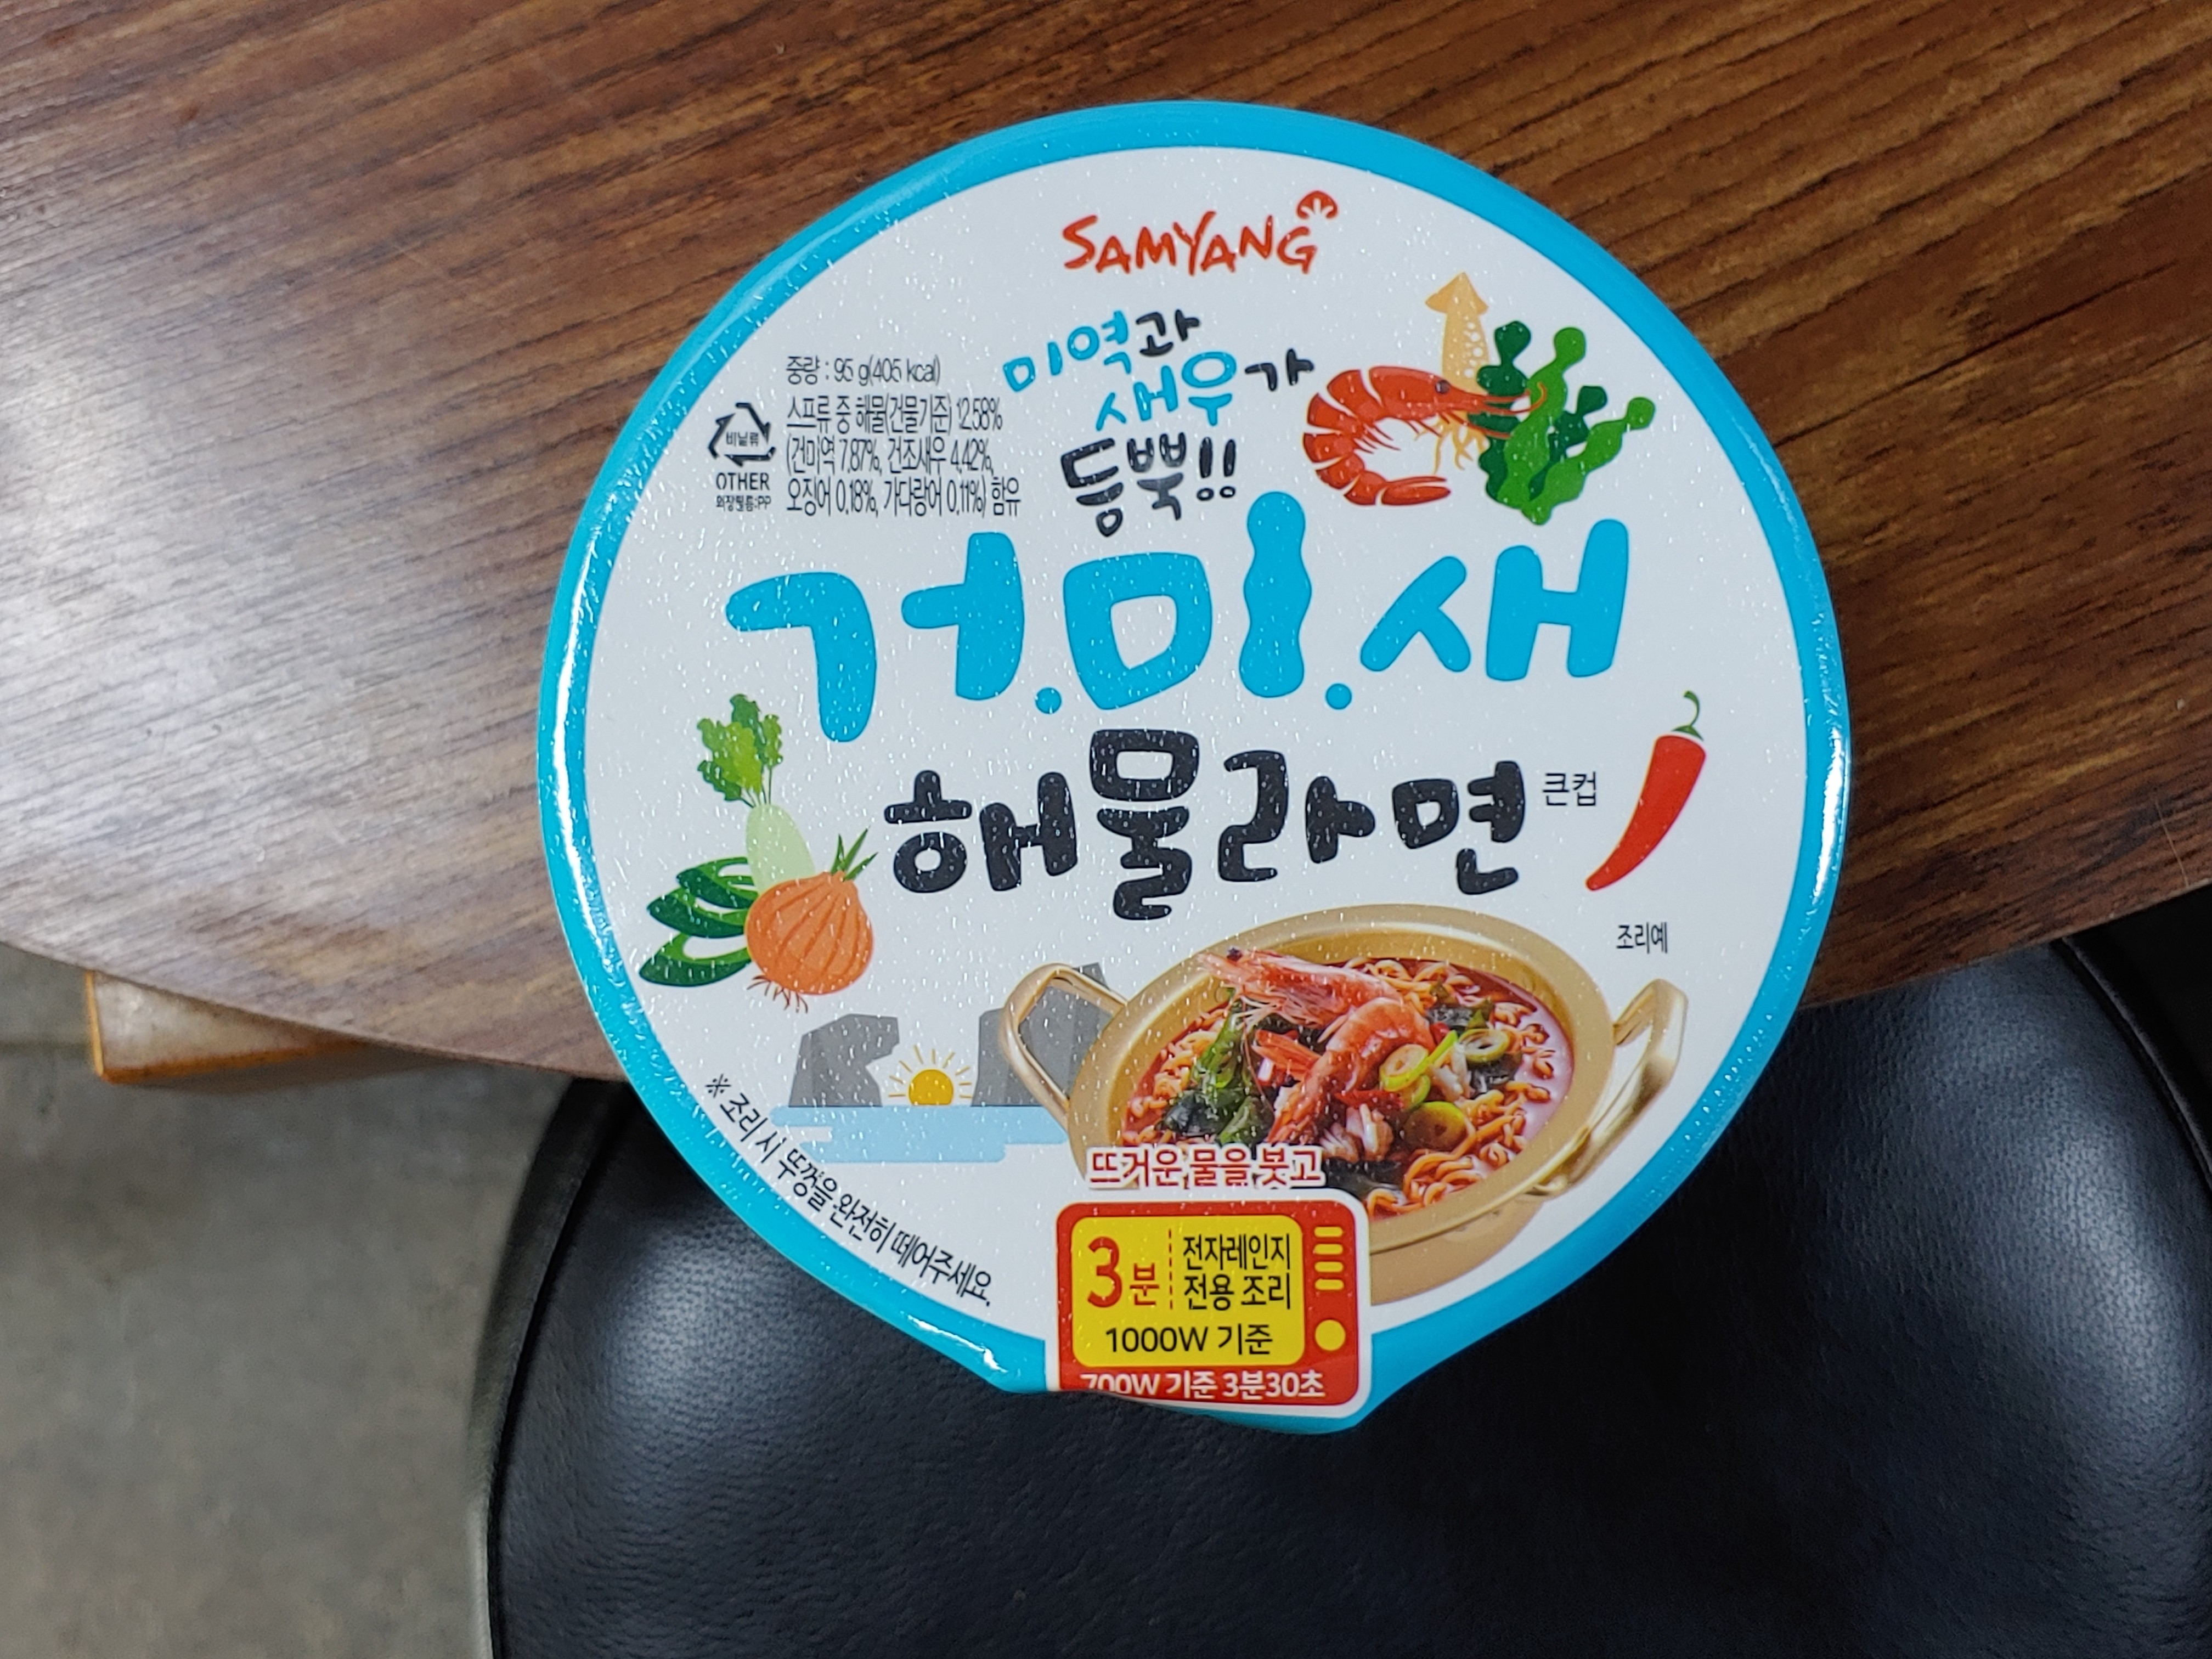 SAMYANG
미역과
새우가
듬뿍!!
중량 : 95 g(405 kcal)
스프류 중 해물(건물기준) 12.58%
(건미역 7.87%, 건조새우 4.42%,
오징어 0.18%, 가다랑어 0.11%) 함유
비닐류
OTHER
뚜껑필름:PP
거.미.새
해물라면
큰컵
조리예
※ 조리 시 뚜껑을 완전히 떼어주세요.
뜨거운 물을 붓고
3분
전자레인지
전용 조리
1000W 기준
700W 기준 3분30초